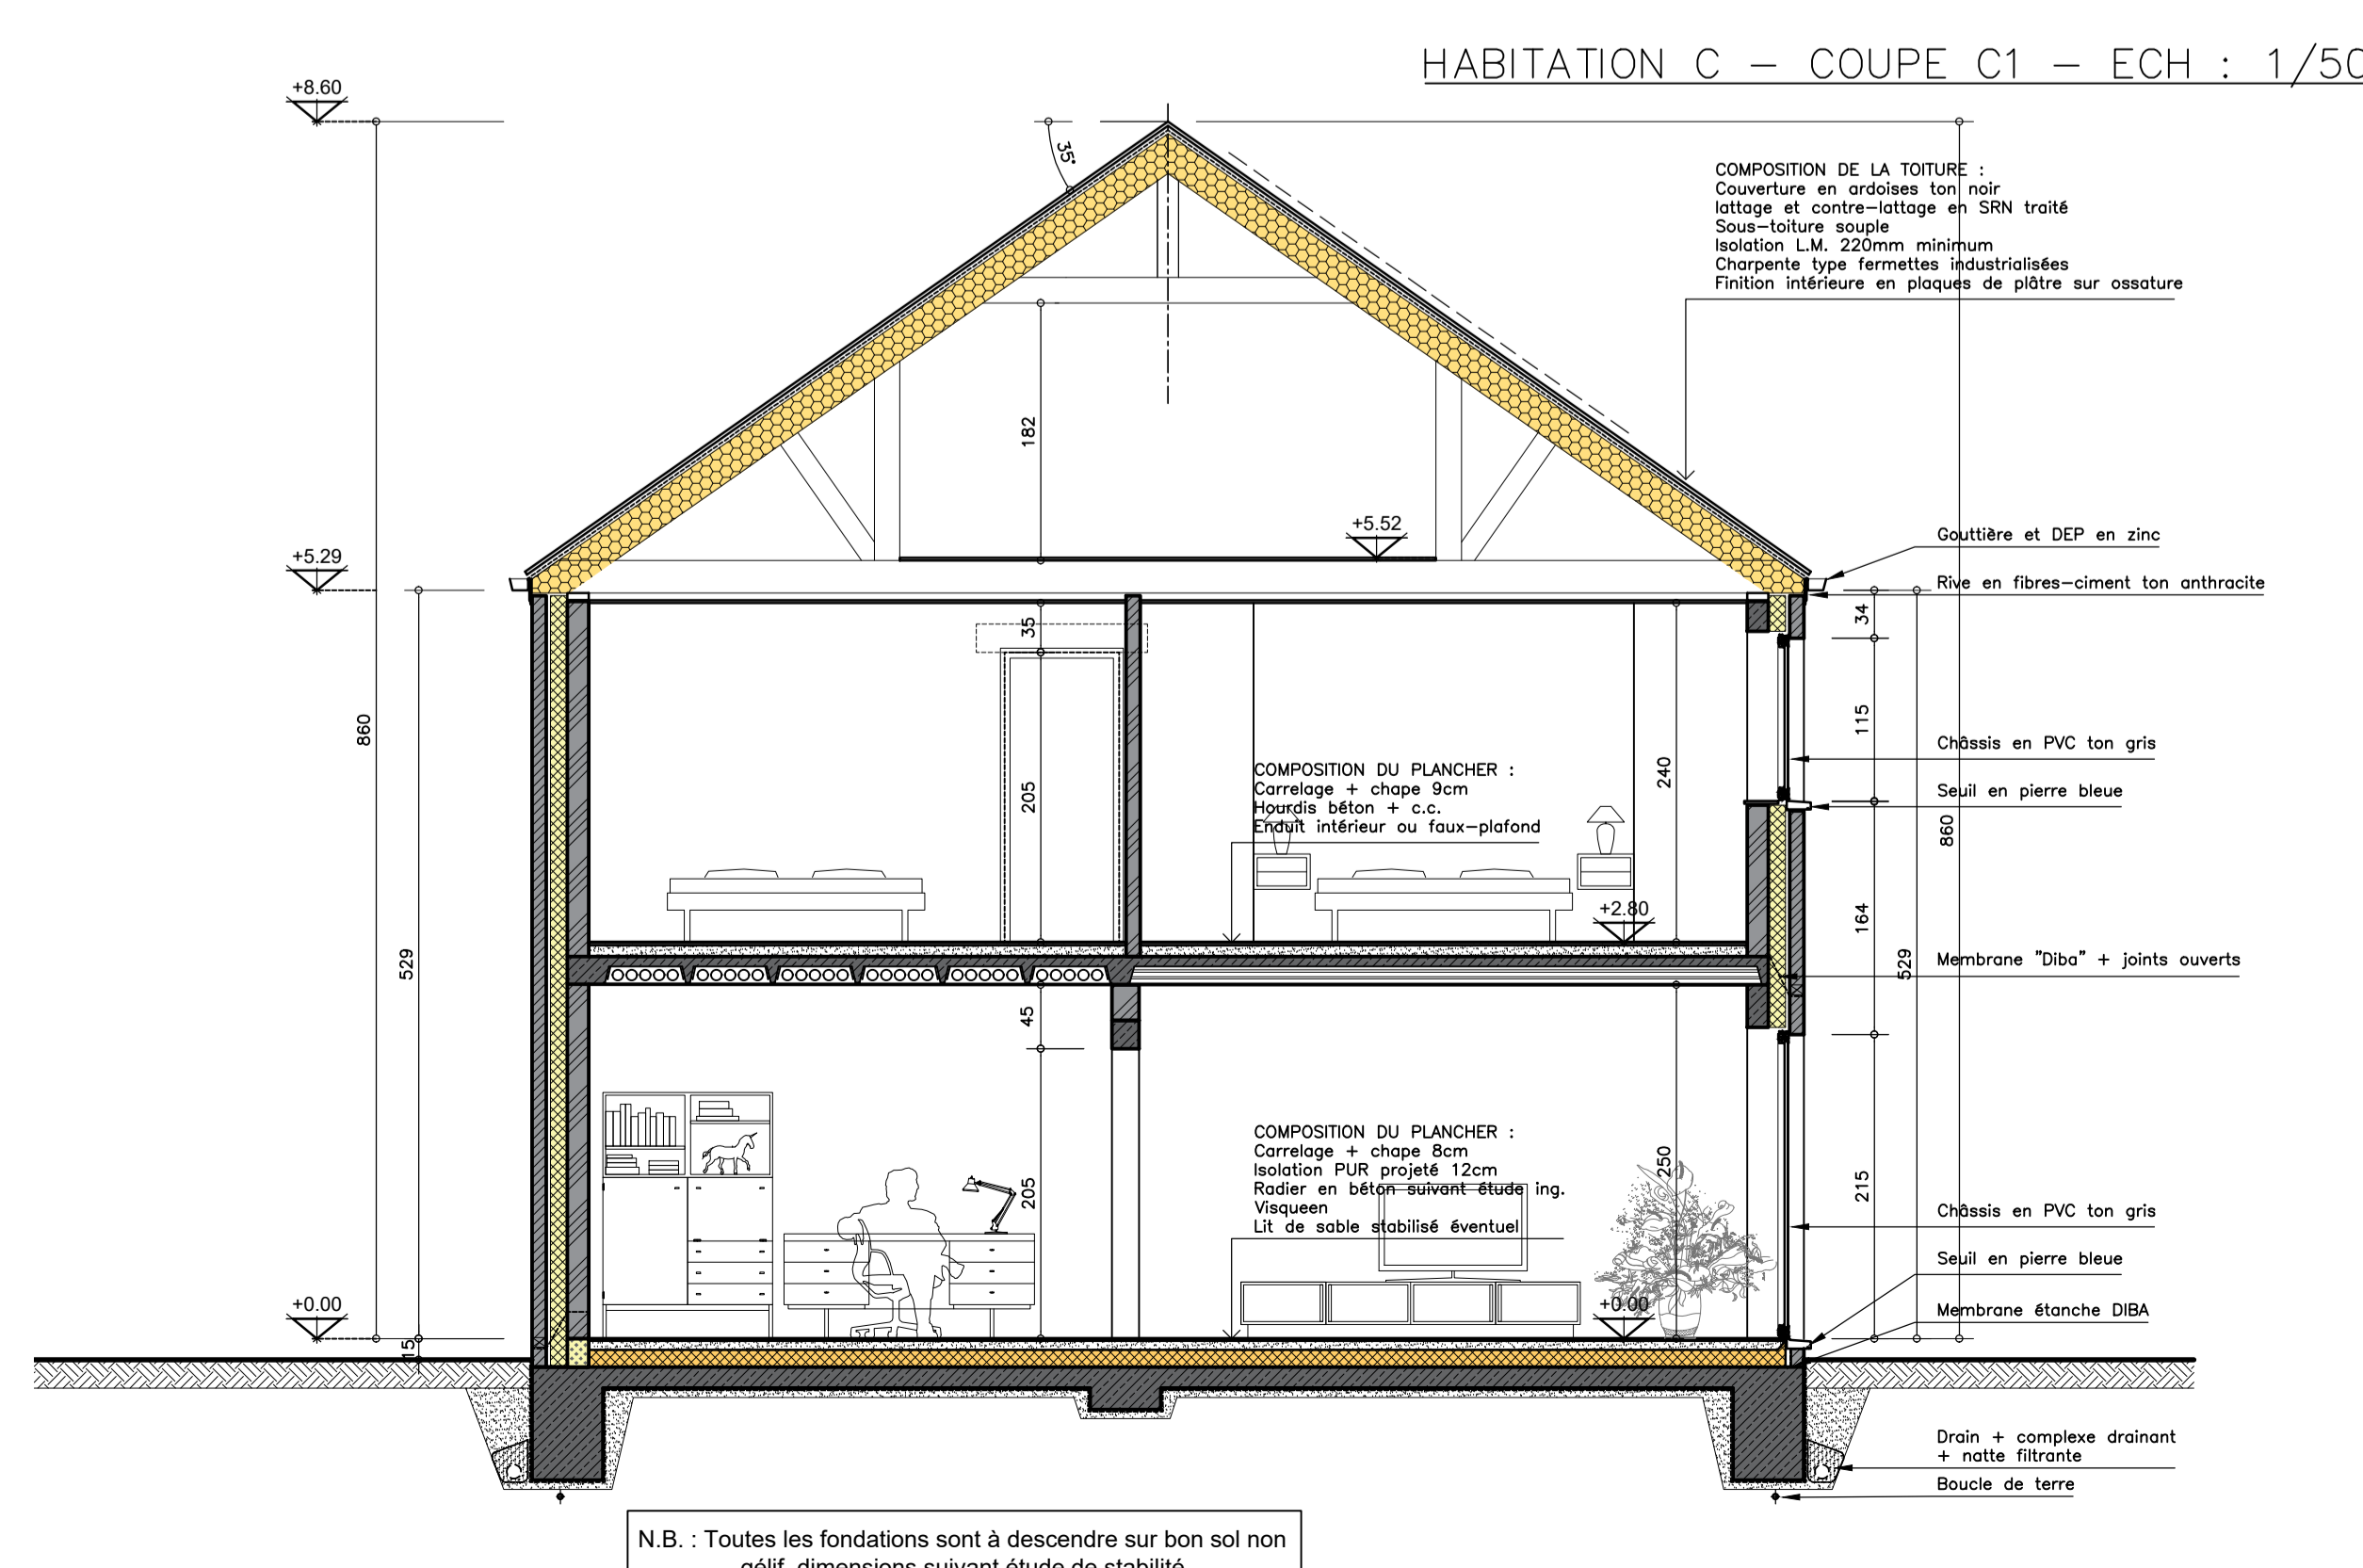 HABITATION C – COUPE C1 – ECH : 1/50
+8.60
35°
COMPOSITION DE LA TOITURE :
Couverture en ardoises ton noir
lattage et contre-lattage en SRN traité
Sous-toiture souple
Isolation L.M. 220mm minimum
Charpente type fermettes industrialisées
Finition intérieure en plaques de plâtre sur ossature
182
+5.52
Gouttière et DEP en zinc
+5.29
Rive en fibres-ciment ton anthracite
35
34
860
115
205
240
Châssis en PVC ton gris
COMPOSITION DU PLANCHER :
Carrelage + chape 9cm
Hourdis béton + c.c.
Enduit intérieur ou faux-plafond
Seuil en pierre bleue
860
+2.80
164
529
529
Membrane "Diba" + joints ouverts
45
COMPOSITION DU PLANCHER :
Carrelage + chape 8cm
Isolation PUR projeté 12cm
Radier en béton suivant étude ing.
Visqueen
Lit de sable stabilisé éventuel
250
205
215
Châssis en PVC ton gris
Seuil en pierre bleue
+0.00
+0.00
Membrane étanche DIBA
15
Drain + complexe drainant
+ natte filtrante
Boucle de terre
N.B. : Toutes les fondations sont à descendre sur bon sol non
gélif, dimensions suivant étude de stabilité